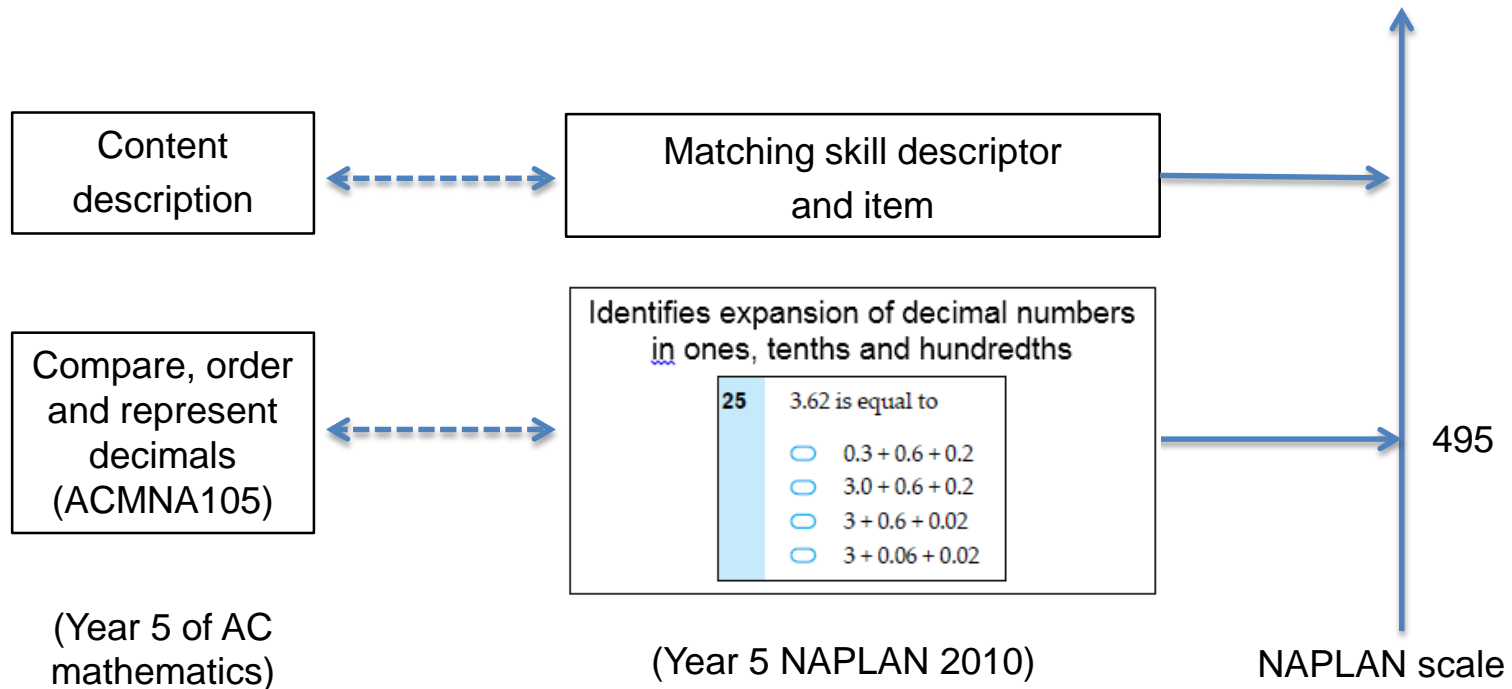 Content
description
Matching skill descriptor
and item
Compare, order
and represent
decimals
(ACMNA105)
Identifies expansion of decimal numbers
in ones, tenths and hundredths
25 3.62 is equal to
0.3 + 0.6 + 0.2
3.0 + 0.6 + 0.2
3 + 0.6 + 0.02
3 + 0.06 + 0.02
495
(Year 5 of AC
mathematics)
(Year 5 NAPLAN 2010)
NAPLAN scale